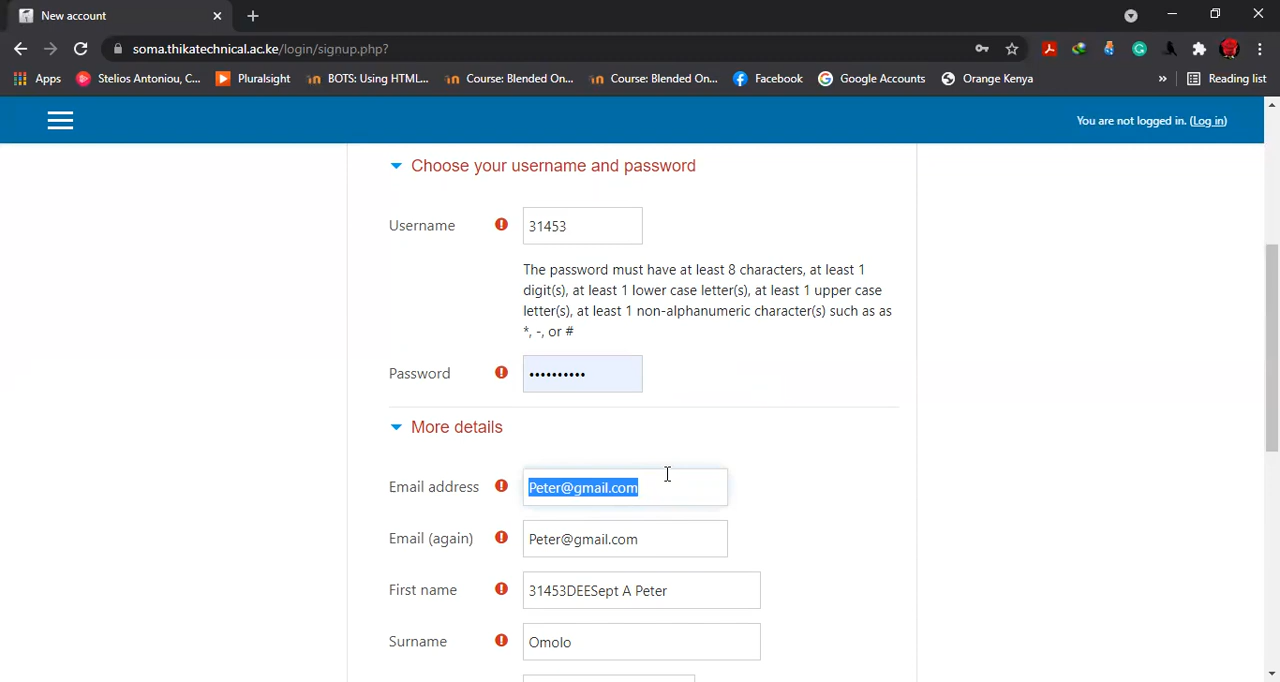 New account
soma.thikatechnical.ac.ke/login/signup.php?
Apps Stelios Antoniou, C... Pluralsight BOTS: Using HTML... Course: Blended On... Course: Blended On... Facebook Google Accounts Orange Kenya » Reading list
You are not logged in. (Log in)
Choose your username and password
Username 31453
The password must have at least 8 characters, at least 1
digit(s), at least 1 lower case letter(s), at least 1 upper case
letter(s), at least 1 non-alphanumeric character(s) such as as
*, -, or #
Password ••••••••••
More details
Email address Peter@gmail.com
Email (again) Peter@gmail.com
First name 31453DEESept A Peter
Surname Omolo